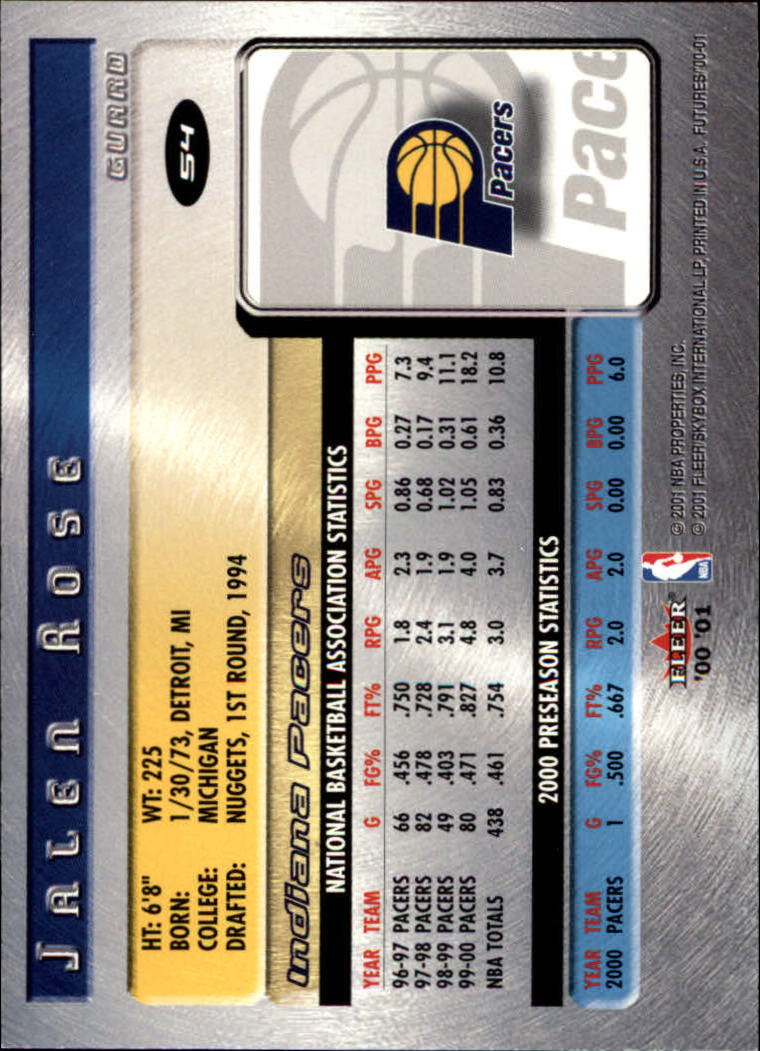 JALEN ROSE
GUARD
54
HT: 6'8" WT: 225
BORN: 1/30/73, DETROIT, MI
COLLEGE: MICHIGAN
DRAFTED: NUGGETS, 1ST ROUND, 1994
Indiana Pacers
Pacers
Pace
NATIONAL BASKETBALL ASSOCIATION STATISTICS
YEAR TEAM G FG% FT% RPG APG SPG BPG PPG
96-97 PACERS 66 .456 .750 1.8 2.3 0.86 0.27 7.3
97-98 PACERS 82 .478 .728 2.4 1.9 0.68 0.17 9.4
98-99 PACERS 49 .403 .791 3.1 1.9 1.02 0.31 11.1
99-00 PACERS 80 .471 .827 4.8 4.0 1.05 0.61 18.2
NBA TOTALS 438 .461 .754 3.0 3.7 0.83 0.36 10.8
2000 PRESEASON STATISTICS
YEAR TEAM G FG% FT% RPG APG SPG BPG PPG
2000 PACERS 1 .500 .667 2.0 2.0 0.00 0.00 6.0
FLEER
'00 '01
NBA
© 2001 NBA PROPERTIES, INC.
© 2001 FLEER/SKYBOX INTERNATIONAL LP, PRINTED IN U.S.A. FUTURES'00-01